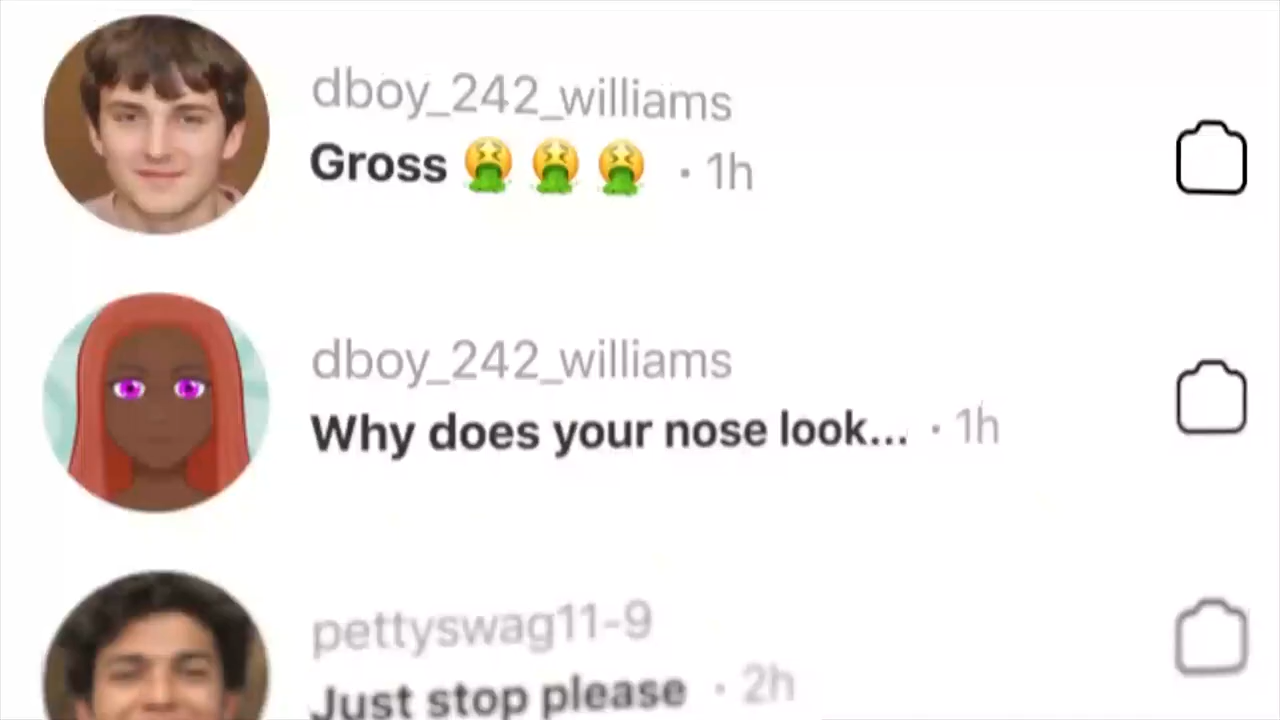 dboy_242_williams
Gross 🤮 🤮 🤮 · 1h
dboy_242_williams
Why does your nose look... · 1h
pettyswag11-9
Just stop please · 2h